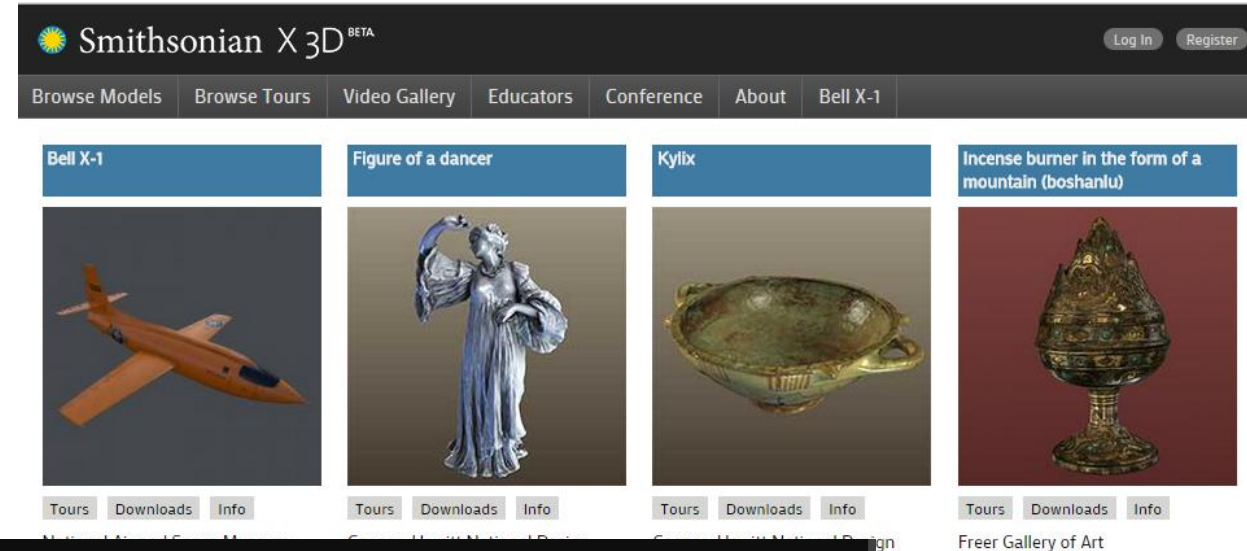 Smithsonian X 3D BETA
Log In Register
Browse Models Browse Tours Video Gallery Educators Conference About Bell X-1
Bell X-1
Figure of a dancer
Kylix
Incense burner in the form of a
mountain (boshanlu)
Tours Downloads Info
Tours Downloads Info
Tours Downloads Info
Tours Downloads Info
Freer Gallery of Art